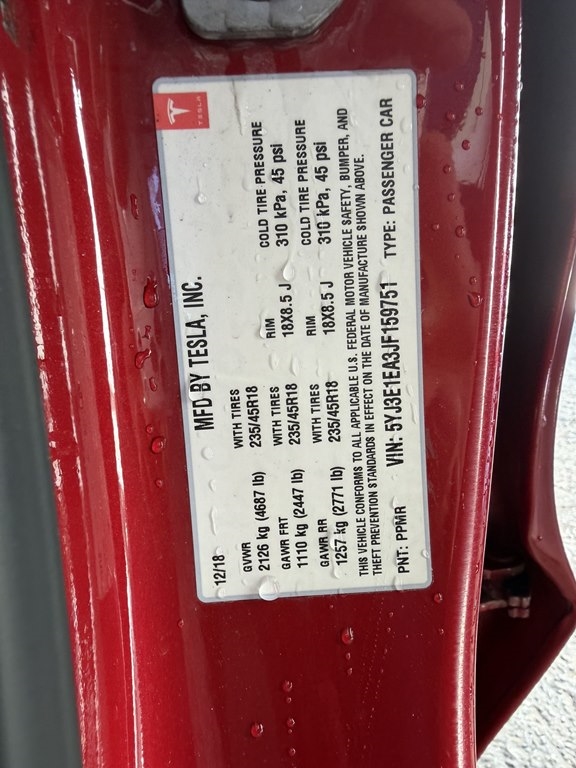 TESLA
MFD BY TESLA, INC.
12/18
GVWR WITH TIRES RIM COLD TIRE PRESSURE
2126 kg (4687 lb) 235/45R18 18X8.5 J 310 kPa, 45 psi
GAWR FRT WITH TIRES RIM COLD TIRE PRESSURE
1110 kg (2447 lb) 235/45R18 18X8.5 J 310 kPa, 45 psi
GAWR RR WITH TIRES
1257 kg (2771 lb) 235/45R18
THIS VEHICLE CONFORMS TO ALL APPLICABLE U.S. FEDERAL MOTOR VEHICLE SAFETY, BUMPER, AND
THEFT PREVENTION STANDARDS IN EFFECT ON THE DATE OF MANUFACTURE SHOWN ABOVE.
PNT: PPMR VIN: 5YJ3E1EA3JF159751 TYPE: PASSENGER CAR